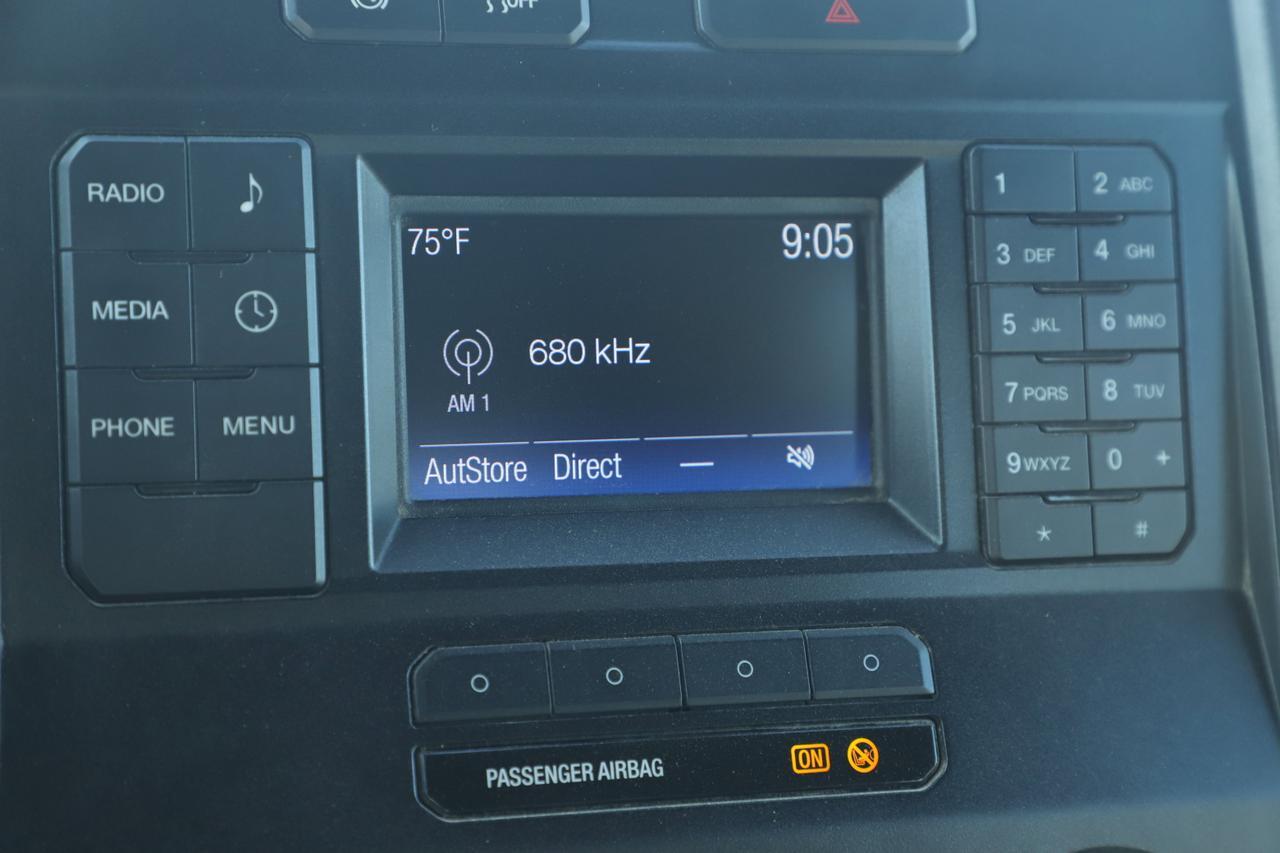 OFF
RADIO
MEDIA
PHONE MENU
75°F 9:05
680 kHz
AM 1
AutStore Direct —
1 2 ABC
3 DEF 4 GHI
5 JKL 6 MNO
7 PQRS 8 TUV
9 WXYZ 0 +
* #
PASSENGER AIRBAG ON